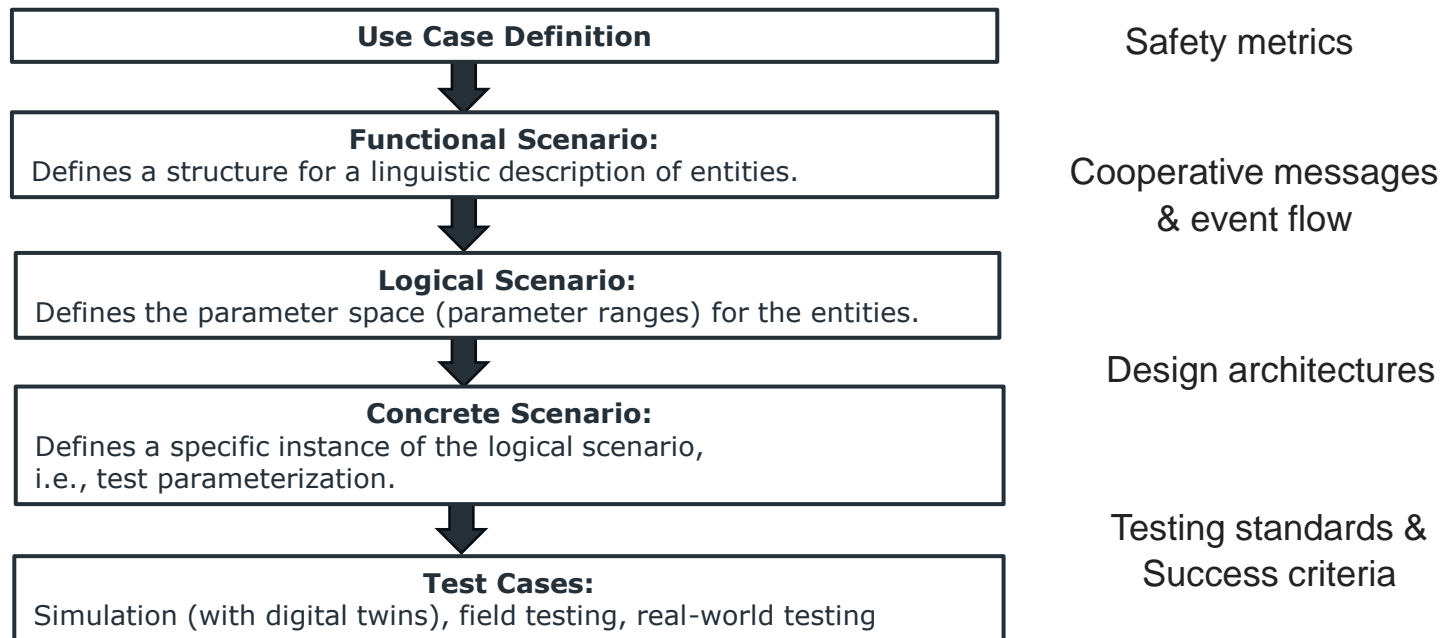 Use Case Definition
Safety metrics
Functional Scenario:
Defines a structure for a linguistic description of entities.
Cooperative messages
& event flow
Logical Scenario:
Defines the parameter space (parameter ranges) for the entities.
Design architectures
Concrete Scenario:
Defines a specific instance of the logical scenario,
i.e., test parameterization.
Testing standards &
Success criteria
Test Cases:
Simulation (with digital twins), field testing, real-world testing